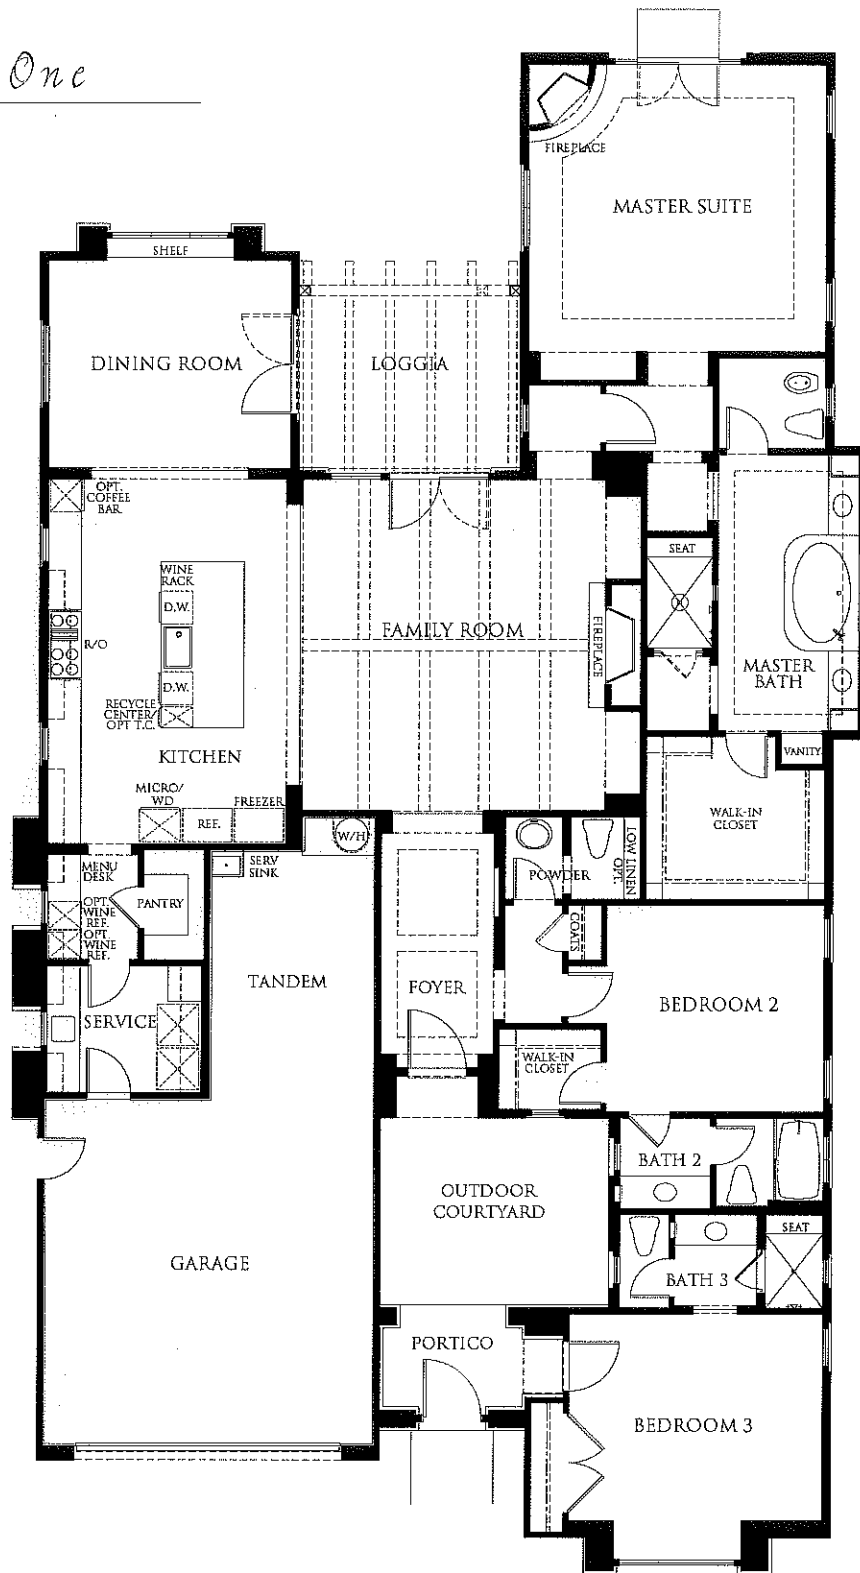 One
FIREPLACE
MASTER SUITE
SHELF
DINING ROOM
LOGGIA
OPT.
COFFEE
BAR
WINE
RACK
D.W.
R/O
D.W.
RECYCLE
CENTER/
OPT T.C.
KITCHEN
FAMILY ROOM
FIREPLACE
SEAT
MASTER
BATH
VANITY
WALK-IN
CLOSET
MICRO/
WD
REF.
FREEZER
W/H
SERV
SINK
MENU
DESK
PANTRY
OPT.
WINE
REF.
OPT.
WINE
REF.
POWDER
LOW LINEN
OPT.
COATS
TANDEM
FOYER
BEDROOM 2
SERVICE
WALK-IN
CLOSET
BATH 2
OUTDOOR
COURTYARD
SEAT
GARAGE
BATH 3
PORTICO
BEDROOM 3